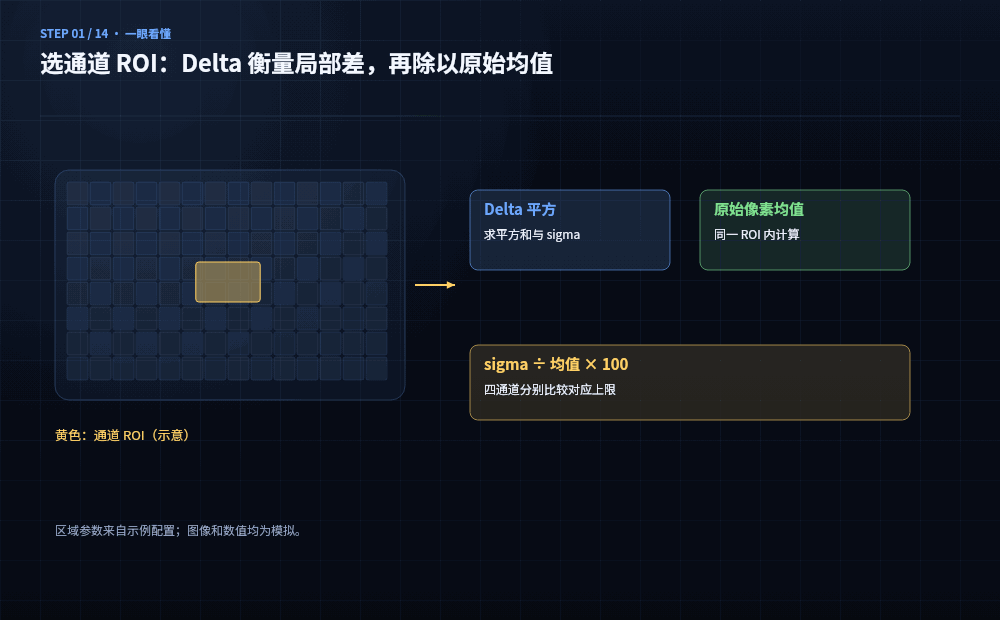 STEP 01 / 14 · 一眼看懂
选通道 ROI：Delta 衡量局部差，再除以原始均值
Delta 平方
求平方和与 sigma
原始像素均值
同一 ROI 内计算
sigma ÷ 均值 × 100
四通道分别比较对应上限
黄色：通道 ROI（示意）
区域参数来自示例配置；图像和数值均为模拟。